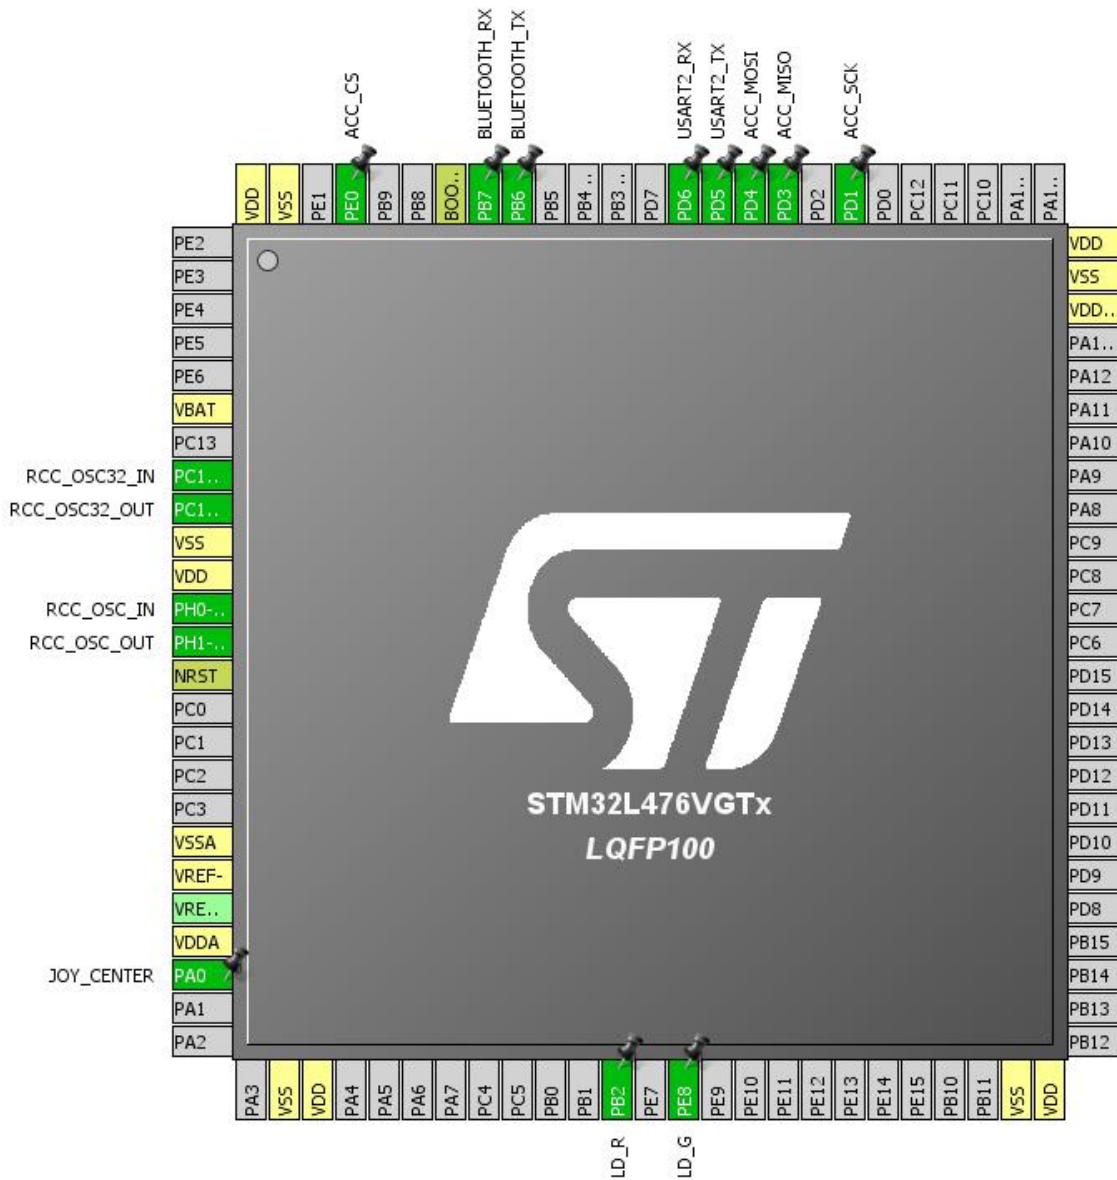 ACC_CS
BLUETOOTH_RX
BLUETOOTH_TX
USART2_RX
USART2_TX
ACC_MOSI
ACC_MISO
ACC_SCK
VDD
VSS
PE1
PE0
PB9
PB8
BOO..
PB7
PB6
PB5
PB4..
PB3..
PD7
PD6
PD5
PD4
PD3
PD2
PD1
PD0
PC12
PC11
PC10
PA1..
PA1..
PE2
PE3
PE4
PE5
PE6
VBAT
PC13
RCC_OSC32_IN PC1..
RCC_OSC32_OUT PC1..
VSS
VDD
RCC_OSC_IN PH0-..
RCC_OSC_OUT PH1-..
NRST
PC0
PC1
PC2
PC3
VSSA
VREF-
VRE..
VDDA
JOY_CENTER PA0
PA1
PA2
STM32L476VGTx
LQFP100
VDD
VSS
VDD..
PA1..
PA12
PA11
PA10
PA9
PA8
PC9
PC8
PC7
PC6
PD15
PD14
PD13
PD12
PD11
PD10
PD9
PD8
PB15
PB14
PB13
PB12
PA3
VSS
VDD
PA4
PA5
PA6
PA7
PC4
PC5
PB0
PB1
PB2
PE7
PE8
PE9
PE10
PE11
PE12
PE13
PE14
PE15
PB10
PB11
VSS
VDD
LD_R
LD_G